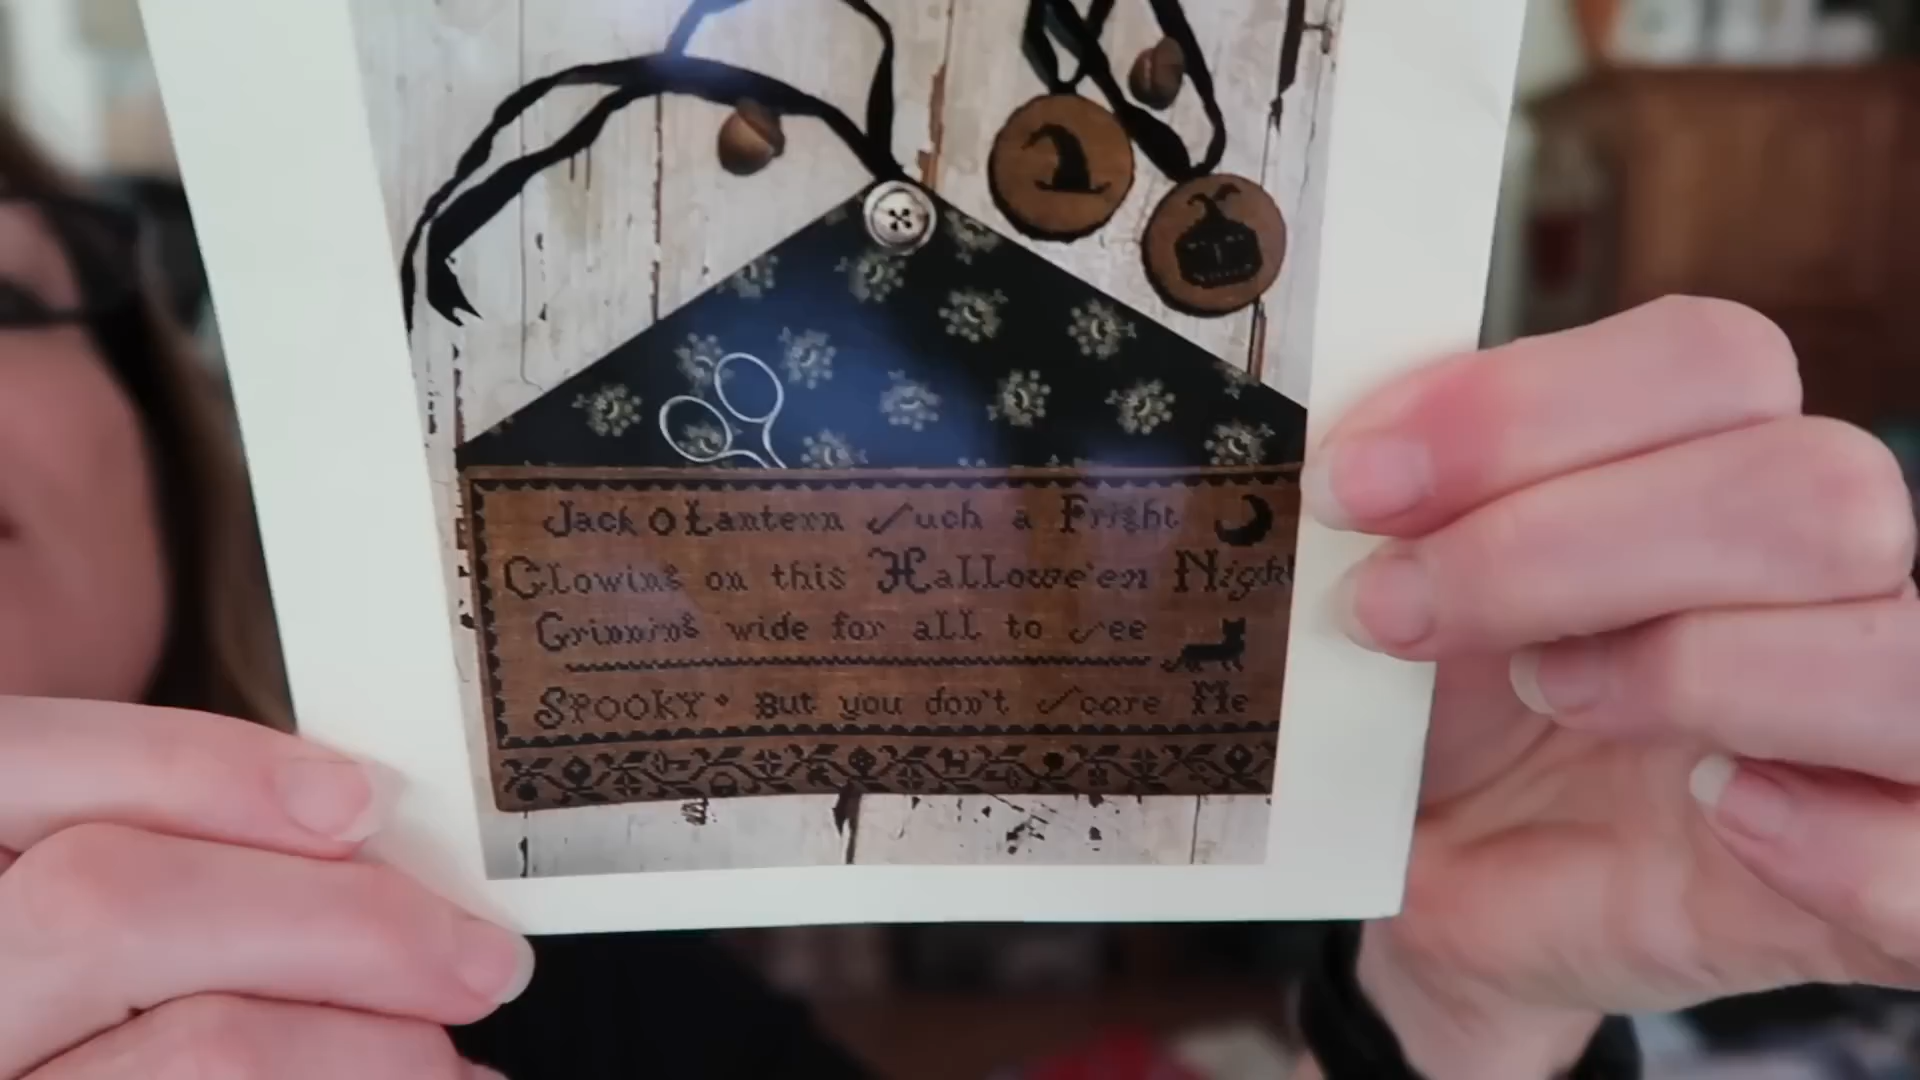 Jack O Lantern Such a Fright
Glowing on this Hallowe'en Night
Grinning wide for all to See
Spooky But you don't Scare Me